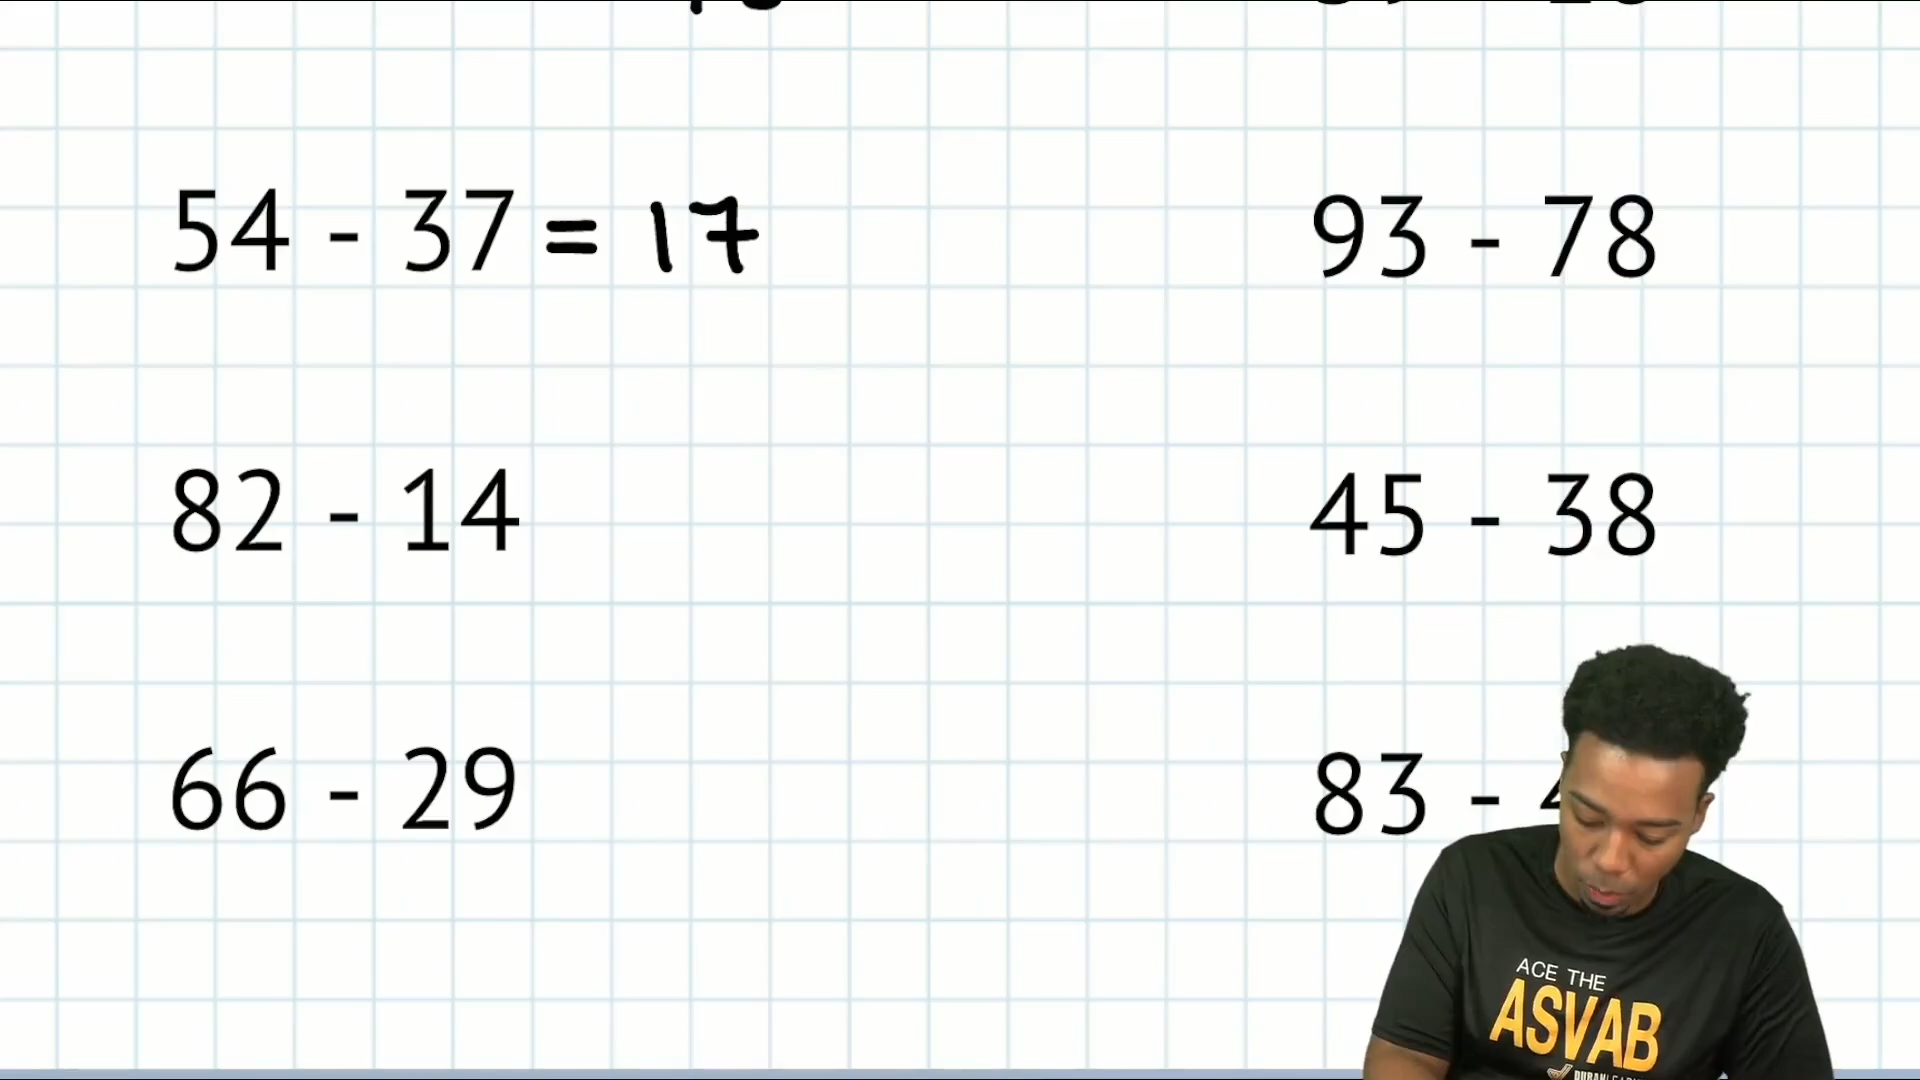 54 - 37 = 17
93 - 78
82 - 14
45 - 38
66 - 29
83 -
ACE THE
ASVAB